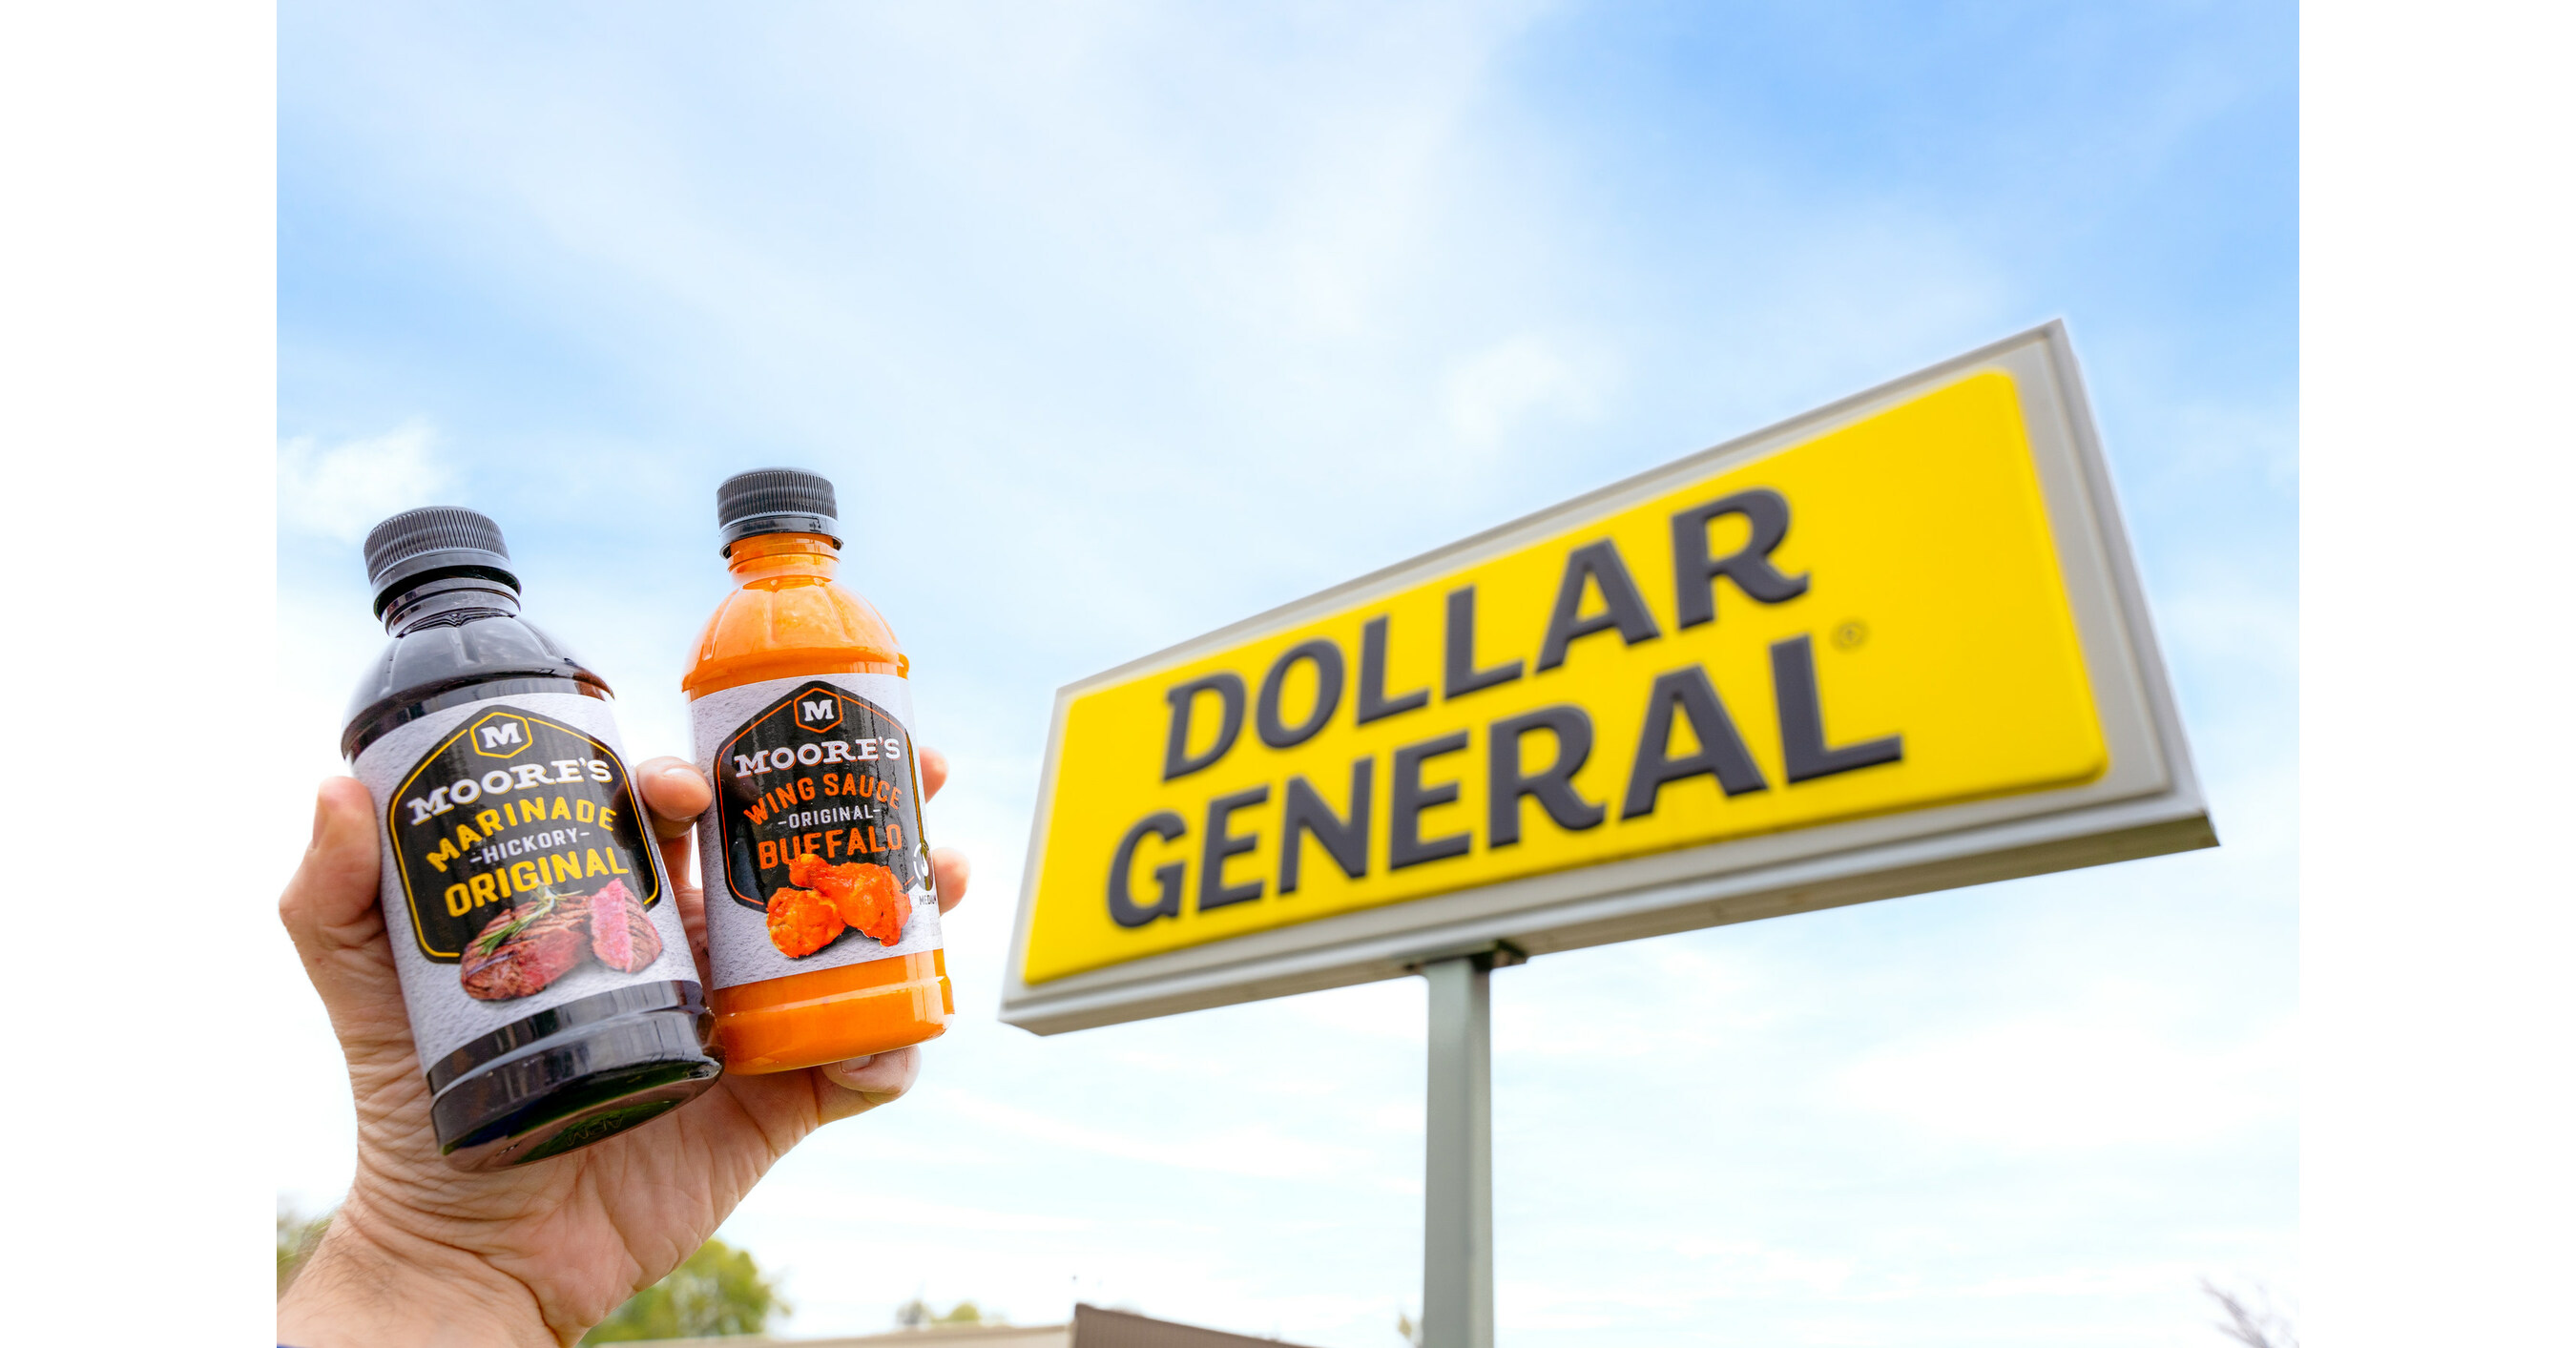 M
MOORE'S
MARINADE
-HICKORY-
ORIGINAL
M
MOORE'S
WING SAUCE
-ORIGINAL-
BUFFALO
DOLLAR
GENERAL®